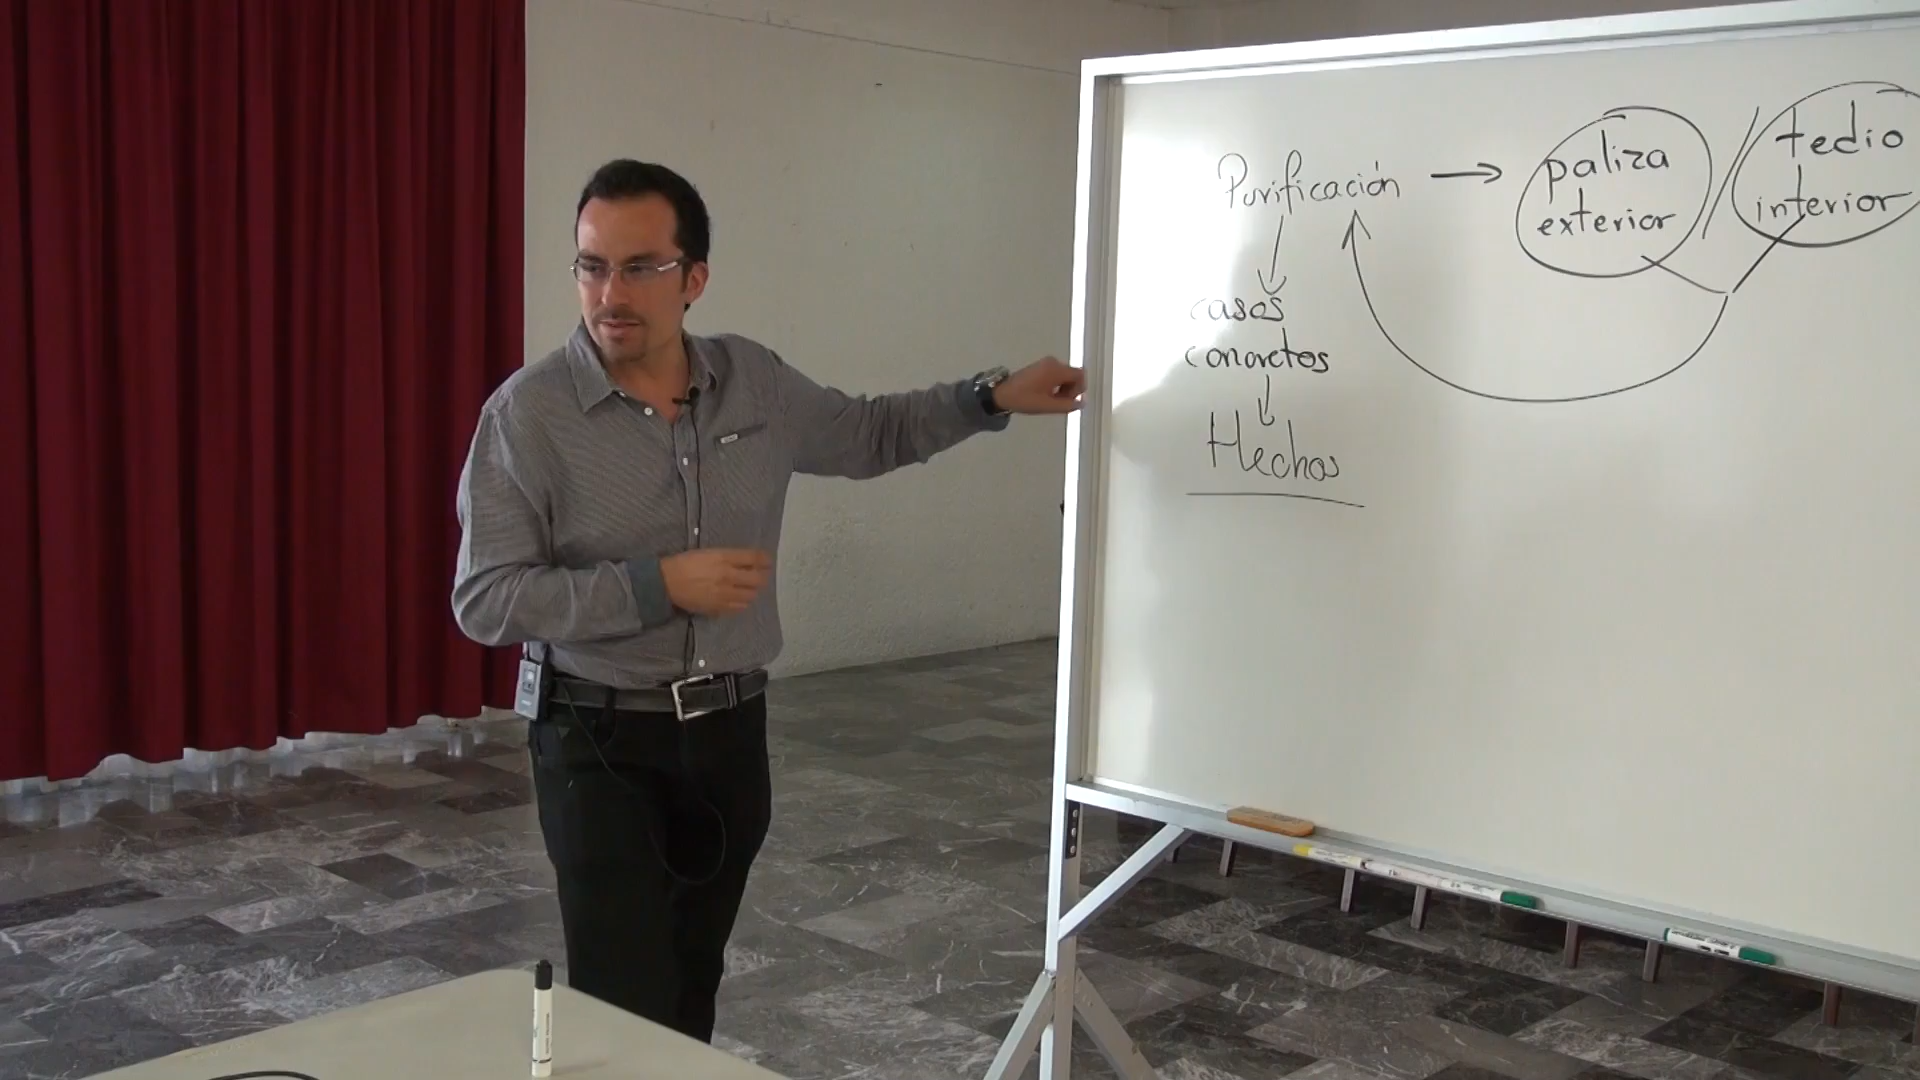 Purificación → paliza exterior / tedio interior
casos
concretos
Hechos